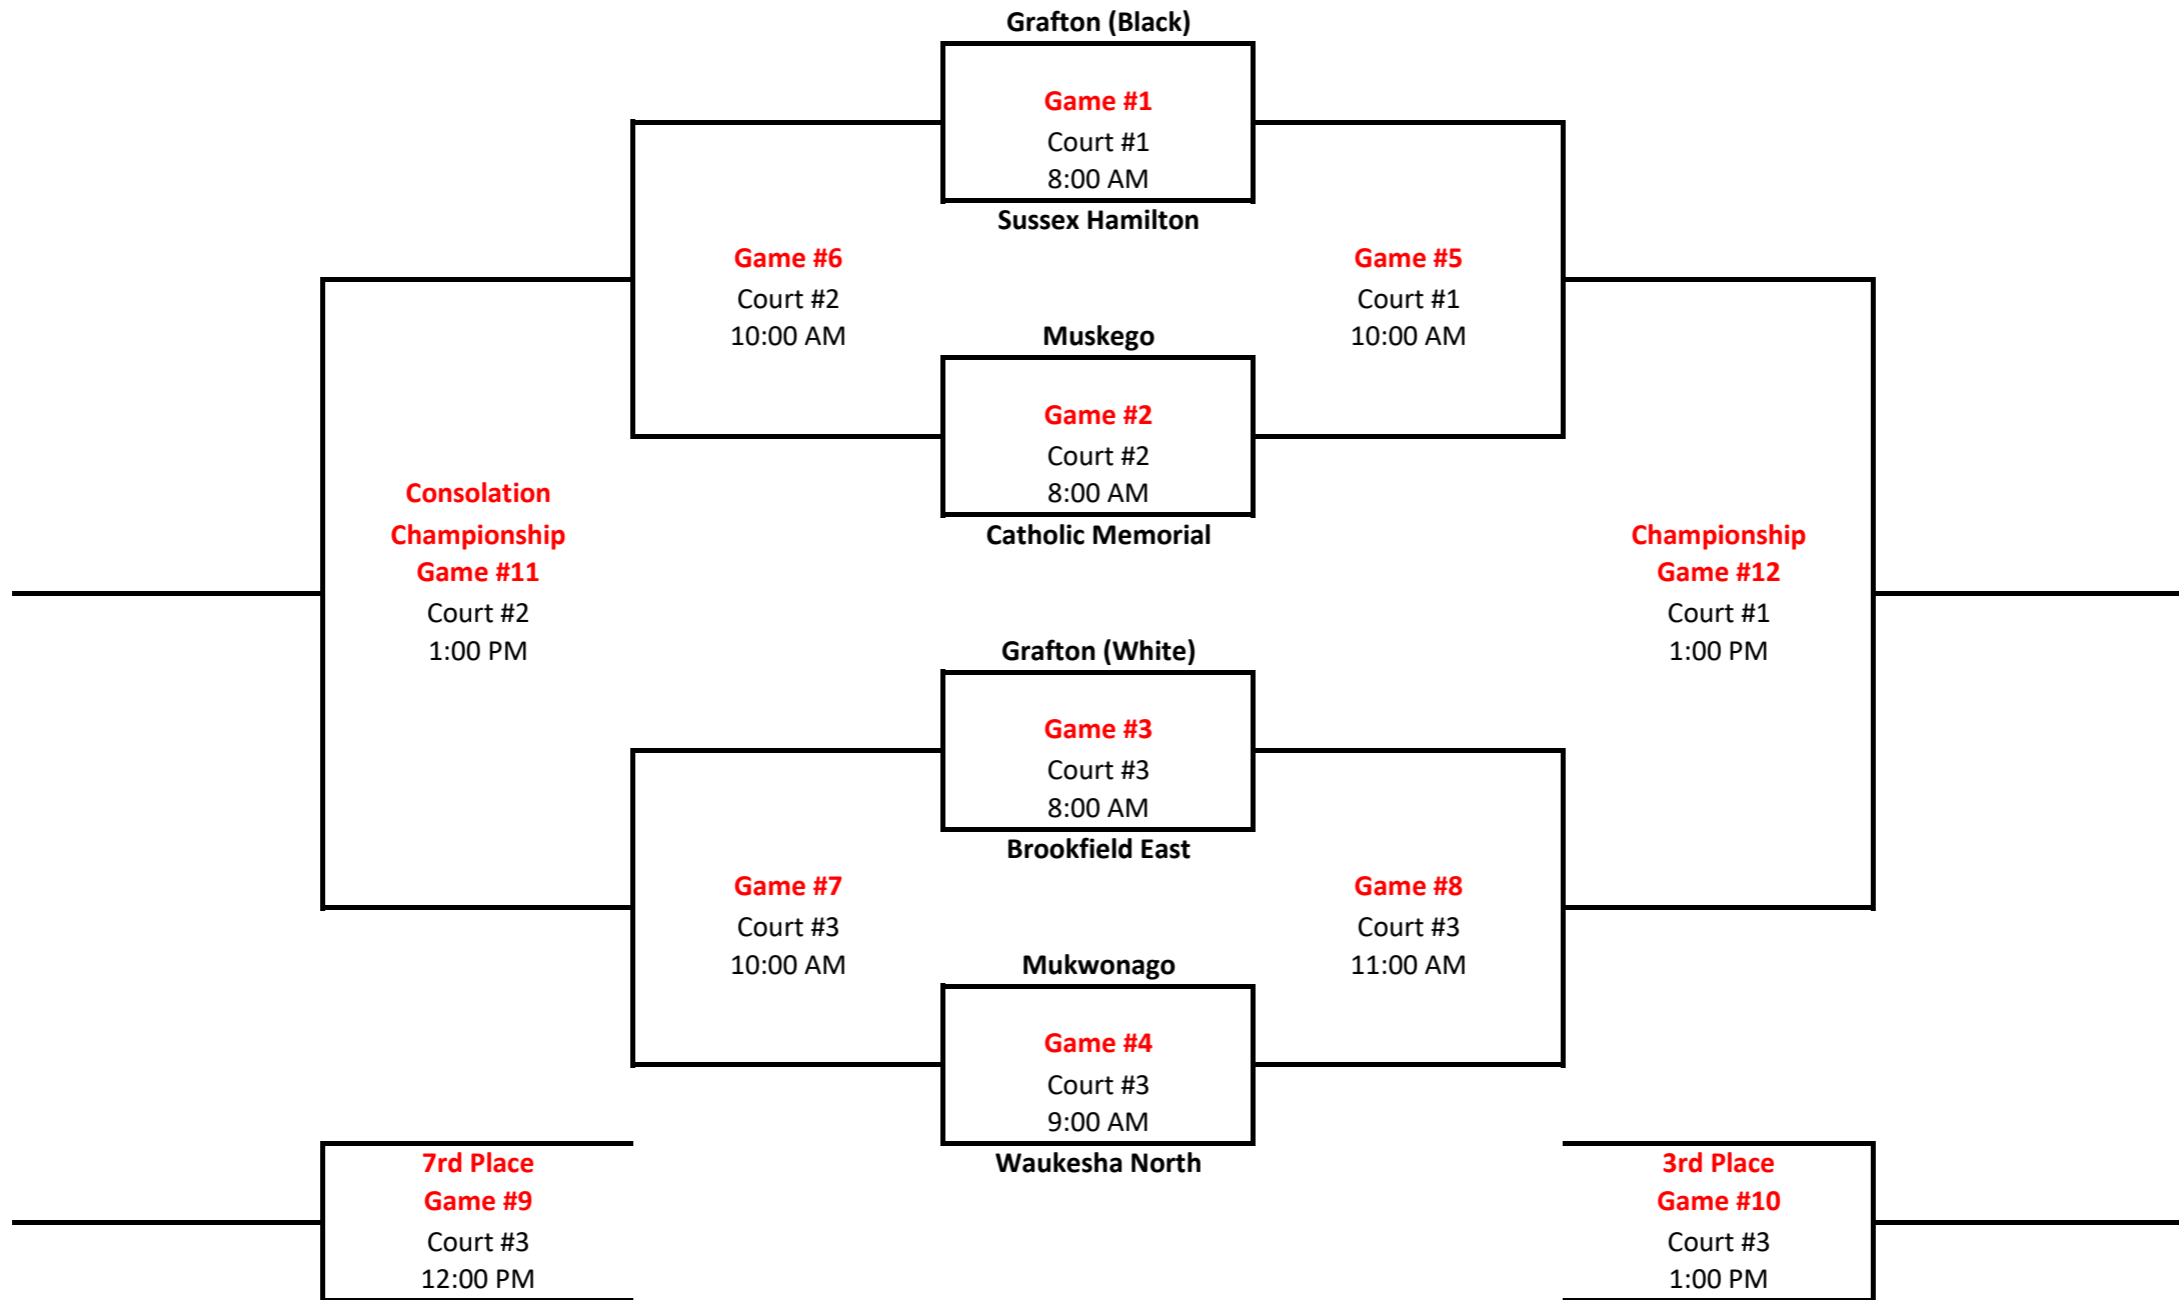 Grafton (Black)
Game #1
Court #1
8:00 AM
Sussex Hamilton
Game #6
Court #2
10:00 AM
Game #5
Court #1
10:00 AM
Muskego
Game #2
Court #2
8:00 AM
Catholic Memorial
Consolation
Championship
Game #11
Court #2
1:00 PM
Championship
Game #12
Court #1
1:00 PM
Grafton (White)
Game #3
Court #3
8:00 AM
Brookfield East
Game #7
Court #3
10:00 AM
Game #8
Court #3
11:00 AM
Mukwonago
Game #4
Court #3
9:00 AM
Waukesha North
7rd Place
Game #9
Court #3
12:00 PM
3rd Place
Game #10
Court #3
1:00 PM